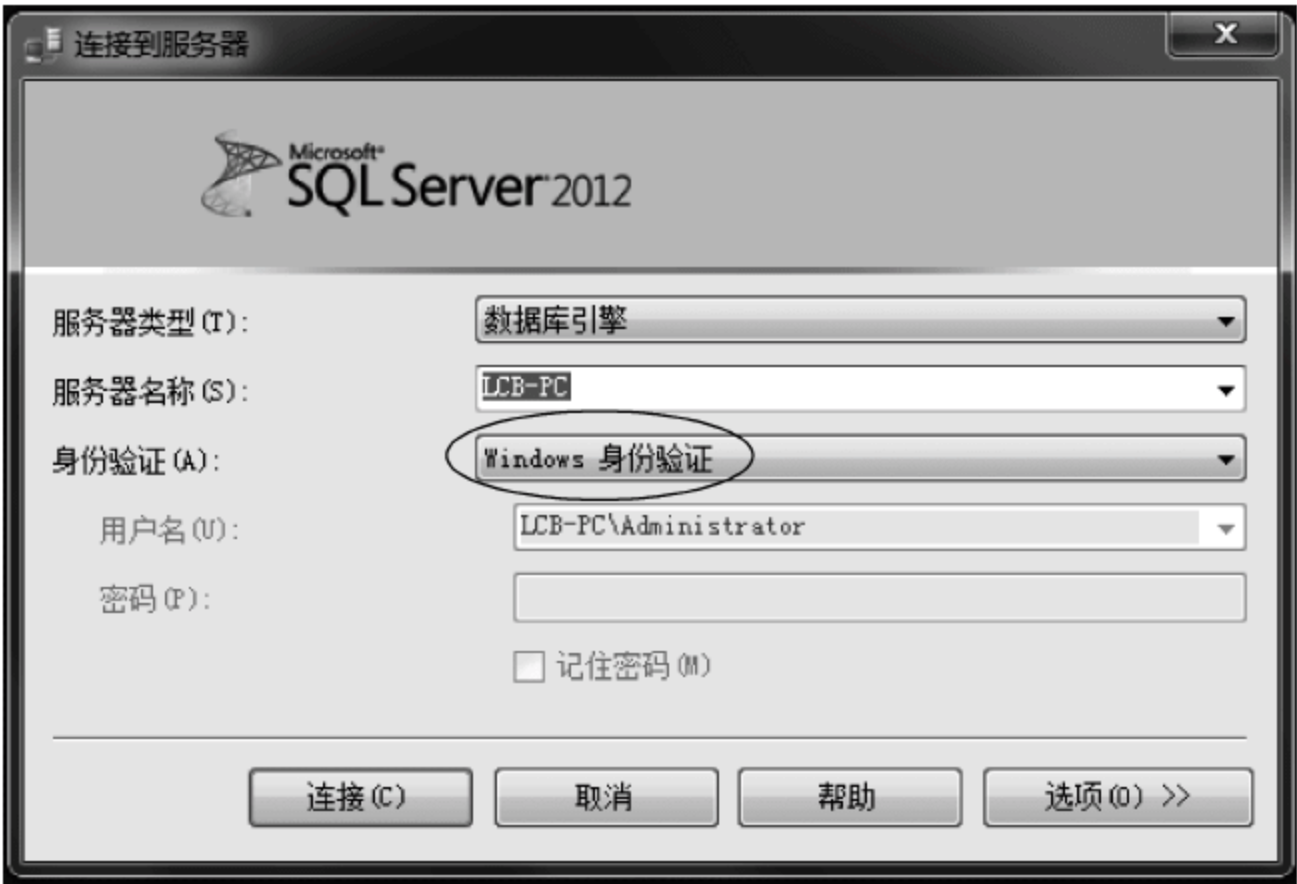 连接到服务器
Microsoft®
SQL Server® 2012
服务器类型(T): 数据库引擎
服务器名称(S): LCB-PC
身份验证(A): Windows 身份验证
用户名(U): LCB-PC\Administrator
密码(P):
记住密码(M)
连接(C) 取消 帮助 选项(O) >>